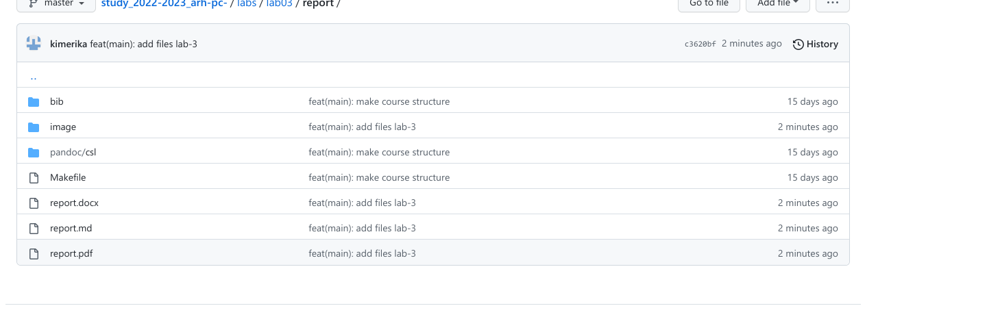 master study_2022-2023_arh-pc- / labs / lab03 / report / Go to file Add file ...
kimerika feat(main): add files lab-3 c3620bf 2 minutes ago History
..
bib feat(main): make course structure 15 days ago
image feat(main): add files lab-3 2 minutes ago
pandoc/csl feat(main): make course structure 15 days ago
Makefile feat(main): make course structure 15 days ago
report.docx feat(main): add files lab-3 2 minutes ago
report.md feat(main): add files lab-3 2 minutes ago
report.pdf feat(main): add files lab-3 2 minutes ago